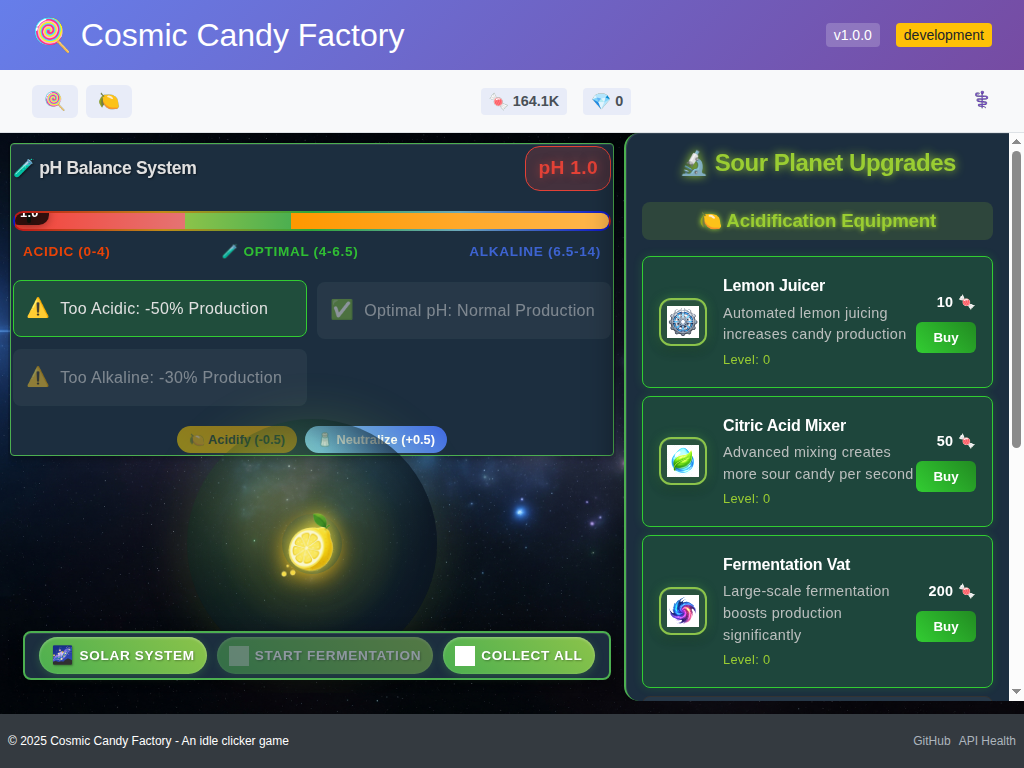 Cosmic Candy Factory
v1.0.0
development
164.1K
0
pH Balance System
pH 1.0
1.0
ACIDIC (0-4)
OPTIMAL (4-6.5)
ALKALINE (6.5-14)
Too Acidic: -50% Production
Optimal pH: Normal Production
Too Alkaline: -30% Production
Acidify (-0.5)
Neutralize (+0.5)
SOLAR SYSTEM
START FERMENTATION
COLLECT ALL
Sour Planet Upgrades
Acidification Equipment
Lemon Juicer
Automated lemon juicing
increases candy production
Level: 0
10
Buy
Citric Acid Mixer
Advanced mixing creates
more sour candy per second
Level: 0
50
Buy
Fermentation Vat
Large-scale fermentation
boosts production
significantly
Level: 0
200
Buy
© 2025 Cosmic Candy Factory - An idle clicker game
GitHub
API Health